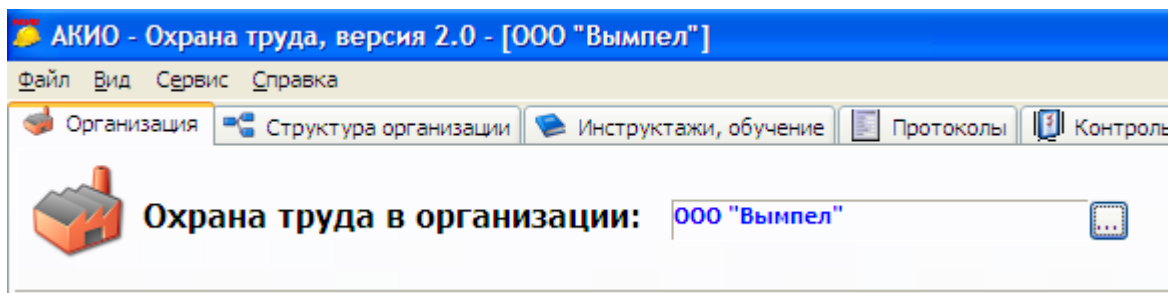 АКИО - Охрана труда, версия 2.0 - [ООО "Вымпел"]
Файл Вид Сервис Справка
Организация Структура организации Инструктажи, обучение Протоколы Контроль
Охрана труда в организации: ООО "Вымпел" ...